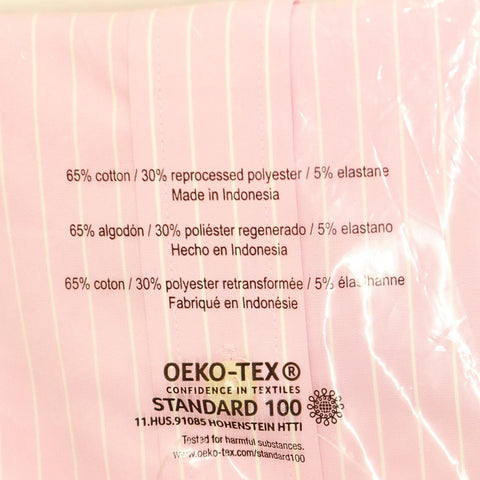 65% cotton / 30% reprocessed polyester / 5% elastane
Made in Indonesia
65% algodón / 30% poliéster regenerado / 5% elastano
Hecho en Indonesia
65% coton / 30% polyester retransformée / 5% élasthanne
Fabriqué en Indonésie
OEKO-TEX®
CONFIDENCE IN TEXTILES
STANDARD 100
11.HUS.91085 HOHENSTEIN HTTI
Tested for harmful substances.
www.oeko-tex.com/standard100